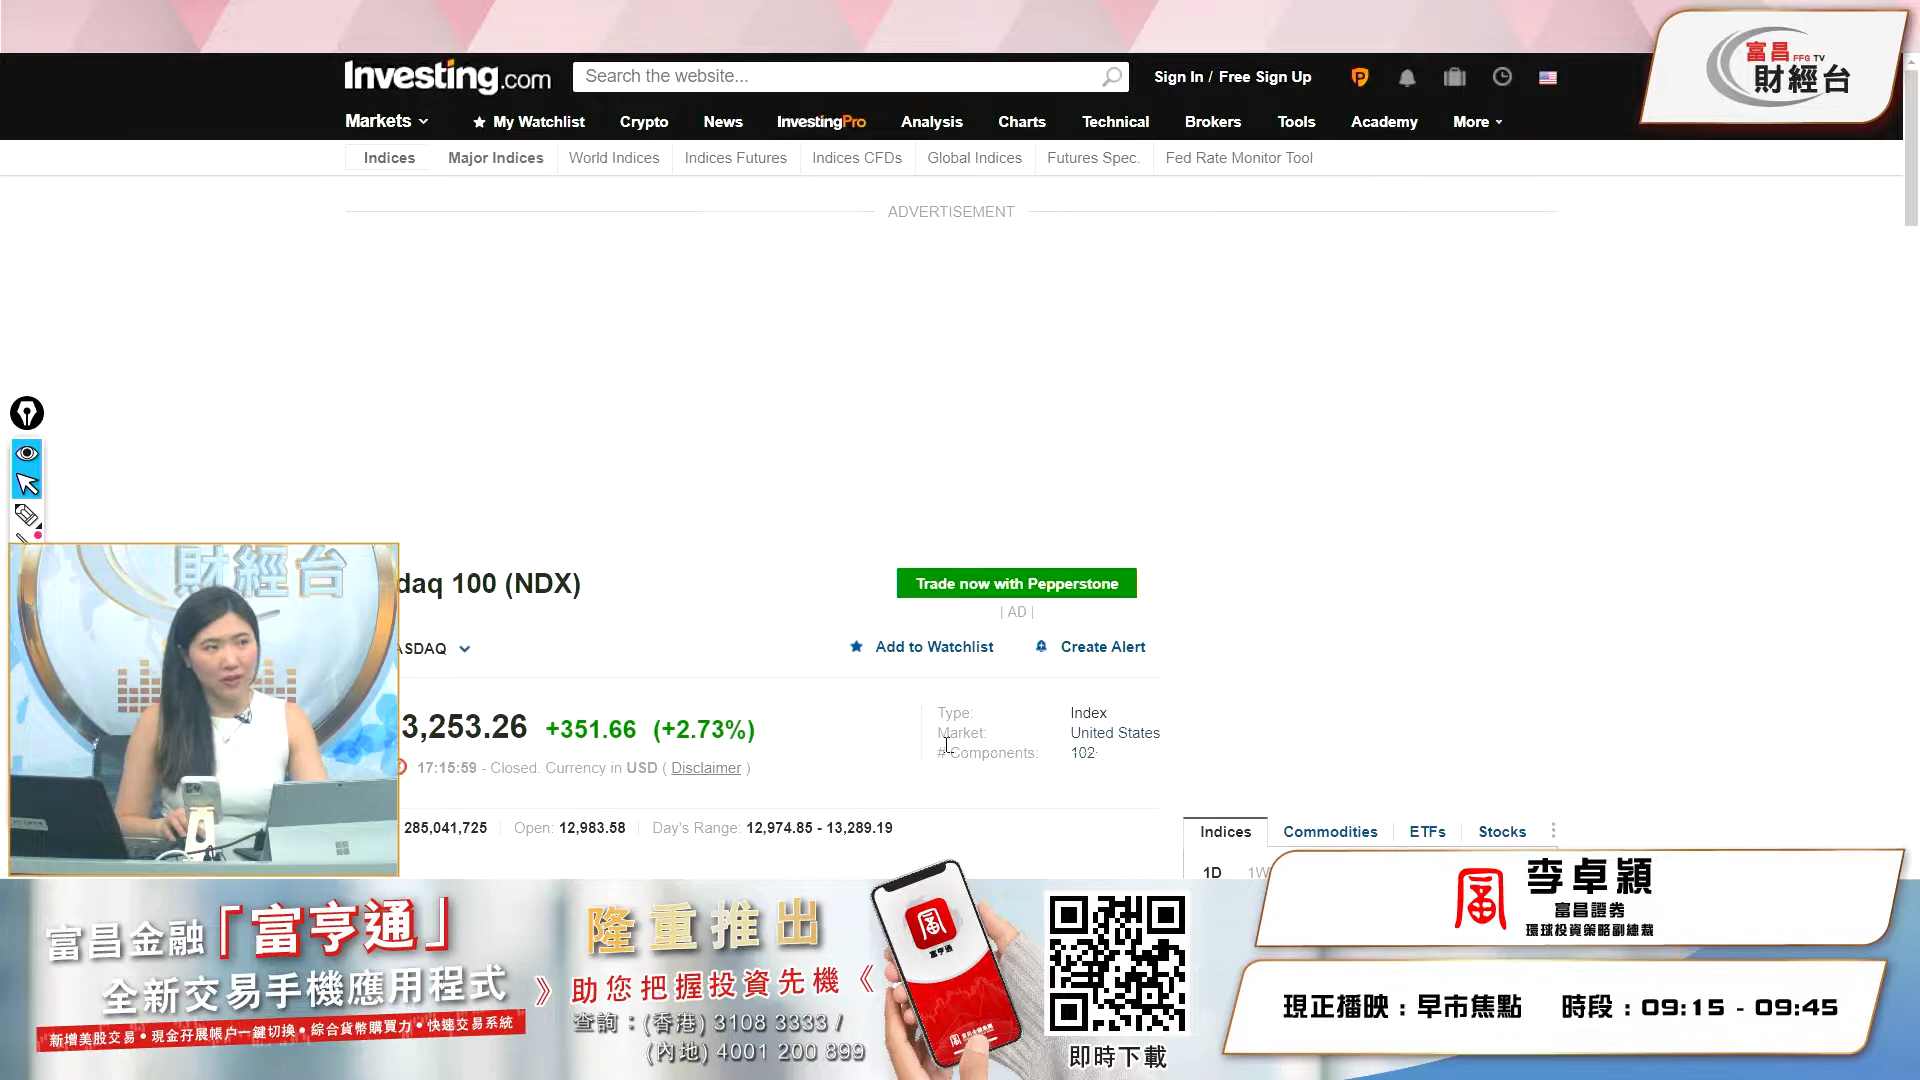 Investing.com
Search the website...
Sign In / Free Sign Up
富昌 FFG TV
財經台
Markets
My Watchlist
Crypto
News
InvestingPro
Analysis
Charts
Technical
Brokers
Tools
Academy
More
Indices
Major Indices
World Indices
Indices Futures
Indices CFDs
Global Indices
Futures Spec.
Fed Rate Monitor Tool
ADVERTISEMENT
財經台
daq 100 (NDX)
Trade now with Pepperstone
| AD |
ASDAQ
Add to Watchlist
Create Alert
3,253.26 +351.66 (+2.73%)
17:15:59 - Closed. Currency in USD ( Disclaimer )
Type: Index
Market: United States
# Components: 102
285,041,725
Open: 12,983.58
Day's Range: 12,974.85 - 13,289.19
Indices
Commodities
ETFs
Stocks
1D
1W
富昌金融「富亨通」
全新交易手機應用程式
新增美股交易 • 現金孖展帳戶一鍵切換 • 綜合貨幣購買力 • 快速交易系統
隆重推出
》助您把握投資先機《
查詢：(香港) 3108 3333 /
(內地) 4001 200 899
富亨通
即時下載
李卓穎
富昌證券
環球投資策略副總裁
現正播映：早市焦點 時段：09:15 - 09:45